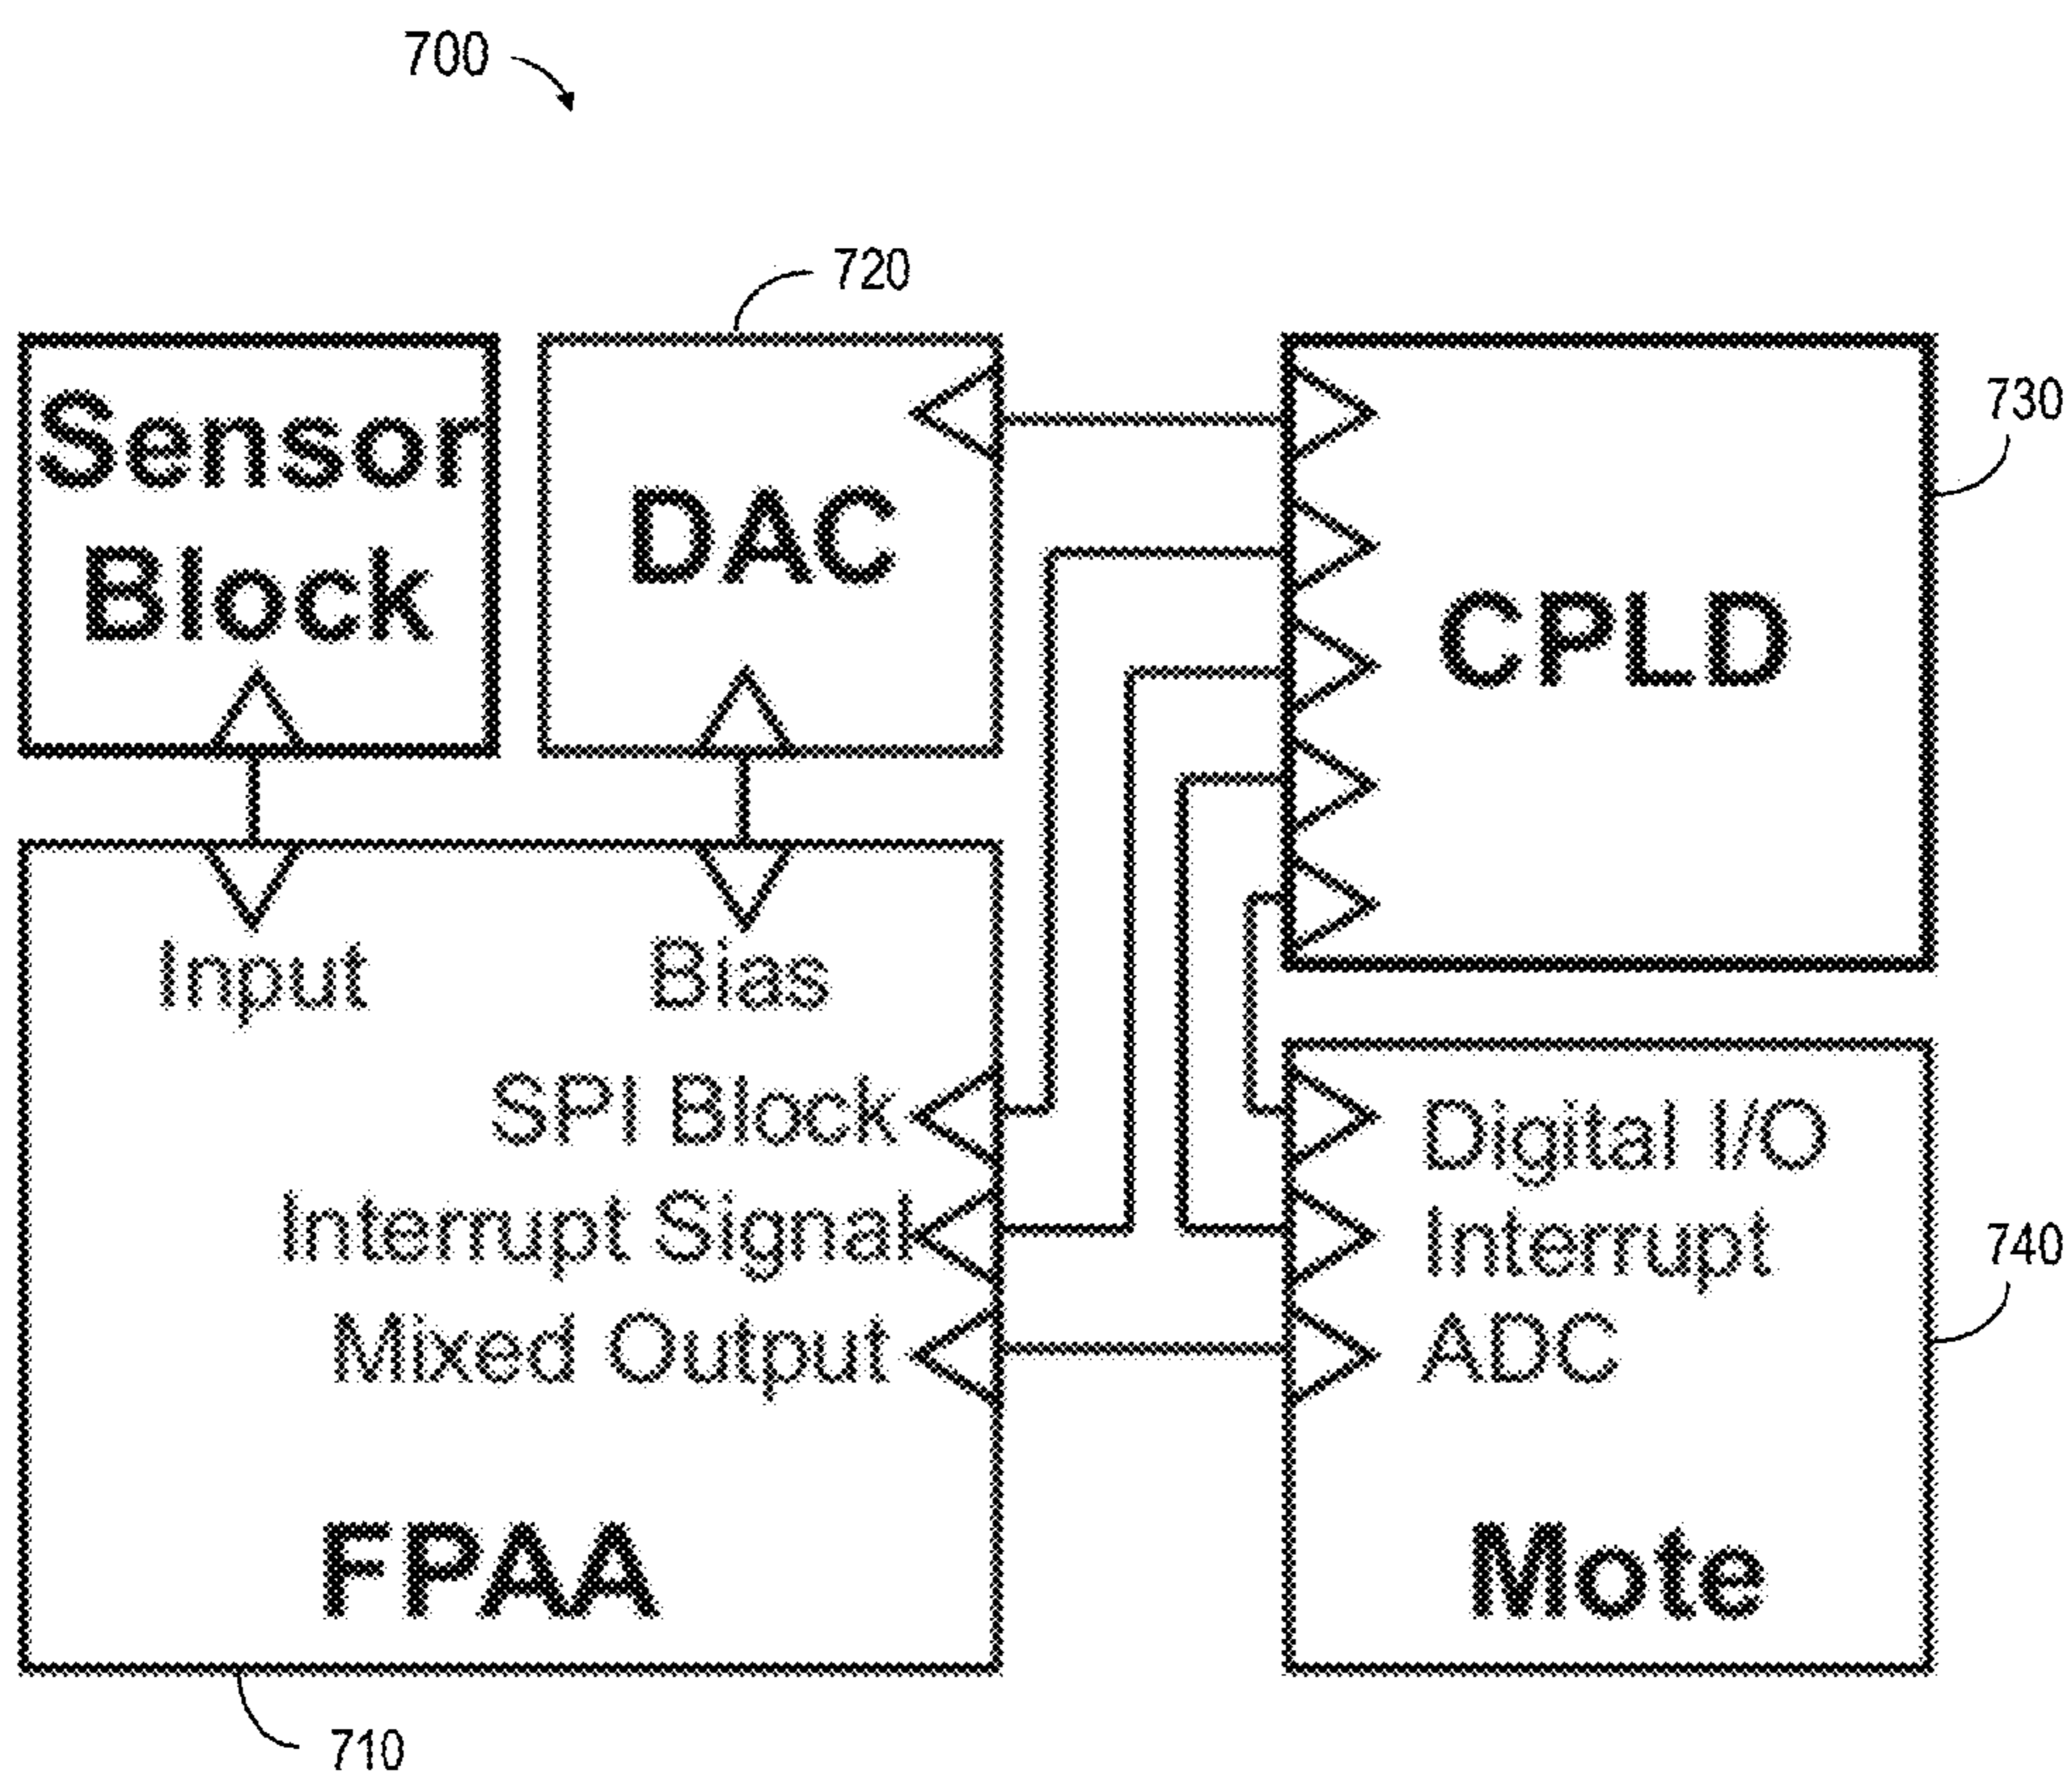 700
720
Sensor
Block
DAC
730
CPLD
Input
Bias
SPI Block
Interrupt Signal
Mixed Output
FPAA
Digital I/O
Interrupt
ADC
Mote
740
710